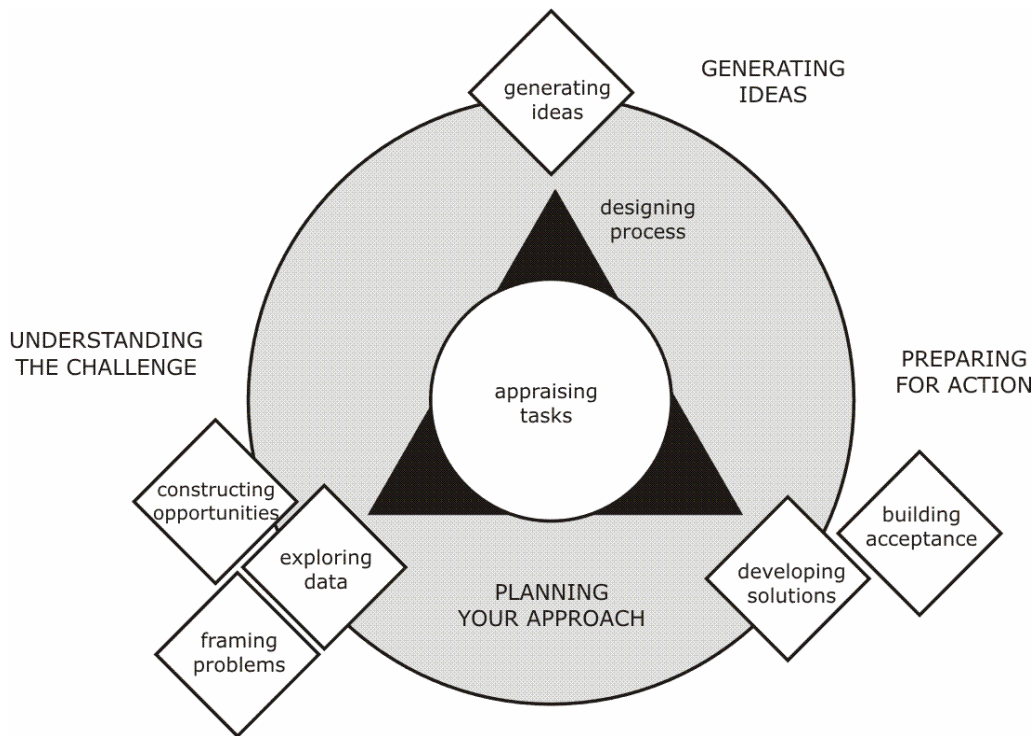 generating
ideas
GENERATING
IDEAS
designing
process
UNDERSTANDING
THE CHALLENGE
PREPARING
FOR ACTION
appraising
tasks
constructing
opportunities
exploring
data
framing
problems
PLANNING
YOUR APPROACH
developing
solutions
building
acceptance